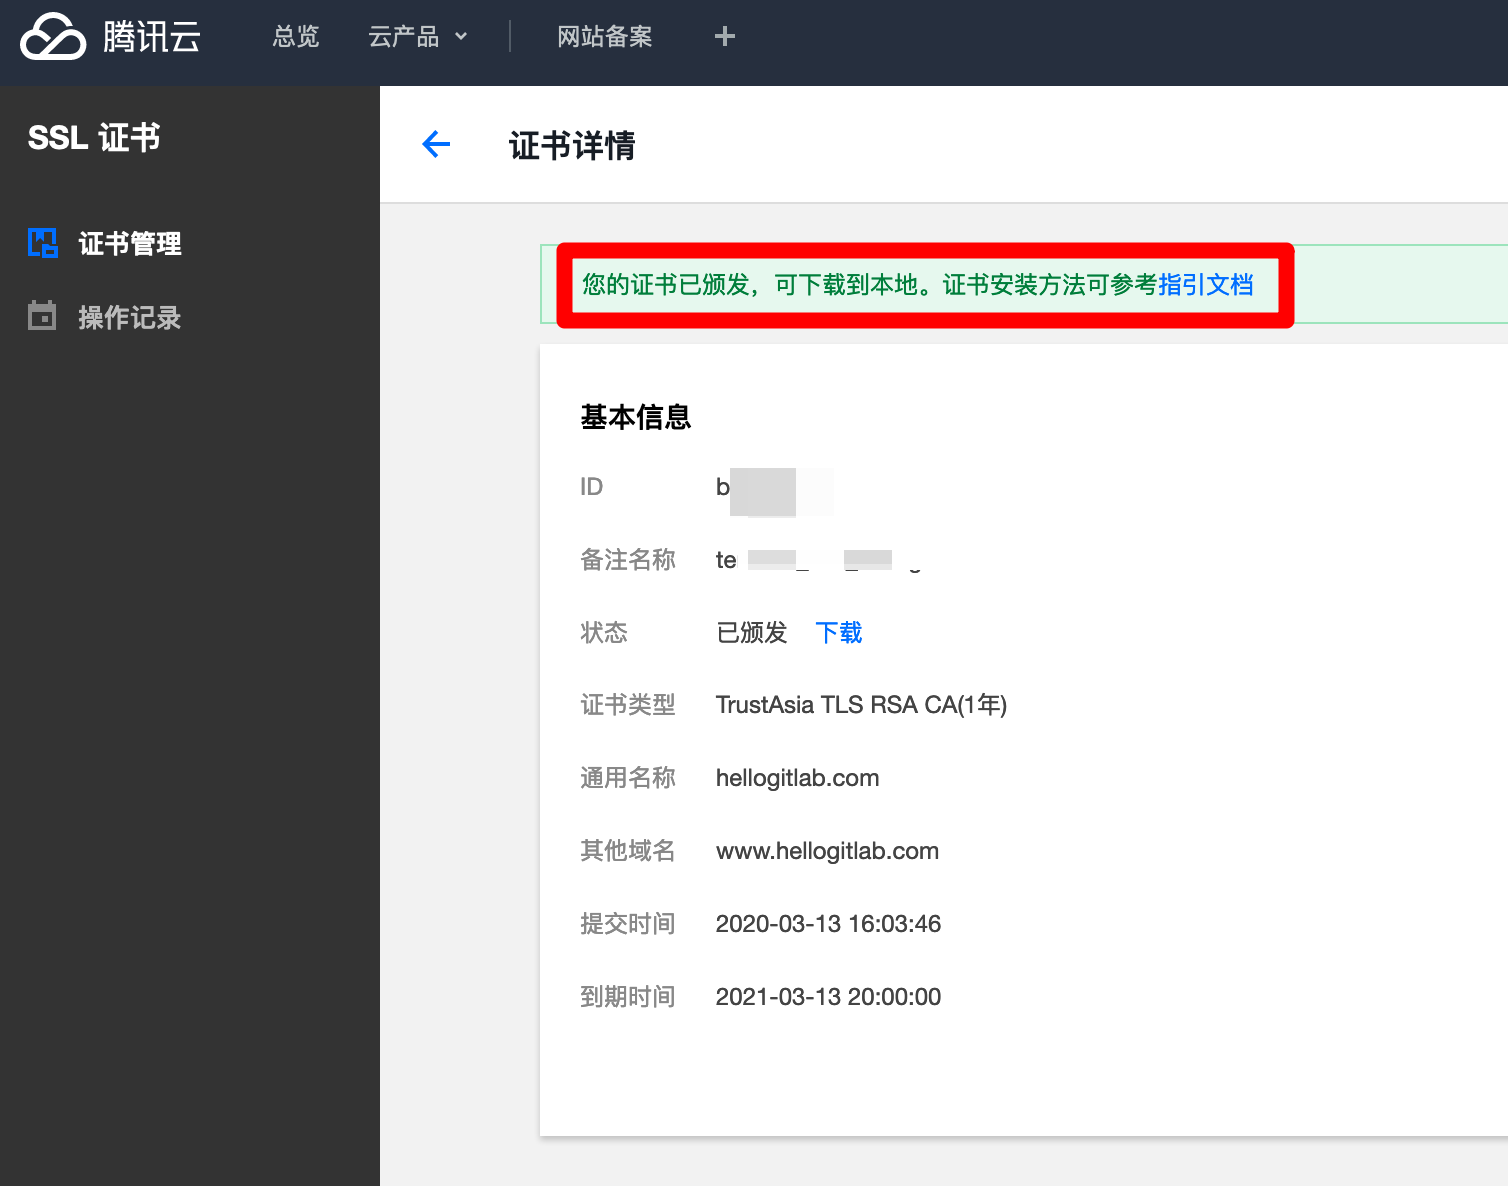 腾讯云
总览
云产品
网站备案
SSL 证书
证书管理
操作记录
证书详情
您的证书已颁发，可下载到本地。证书安装方法可参考指引文档
基本信息
ID b
备注名称 te
状态 已颁发 下载
证书类型 TrustAsia TLS RSA CA(1年)
通用名称 hellogitlab.com
其他域名 www.hellogitlab.com
提交时间 2020-03-13 16:03:46
到期时间 2021-03-13 20:00:00